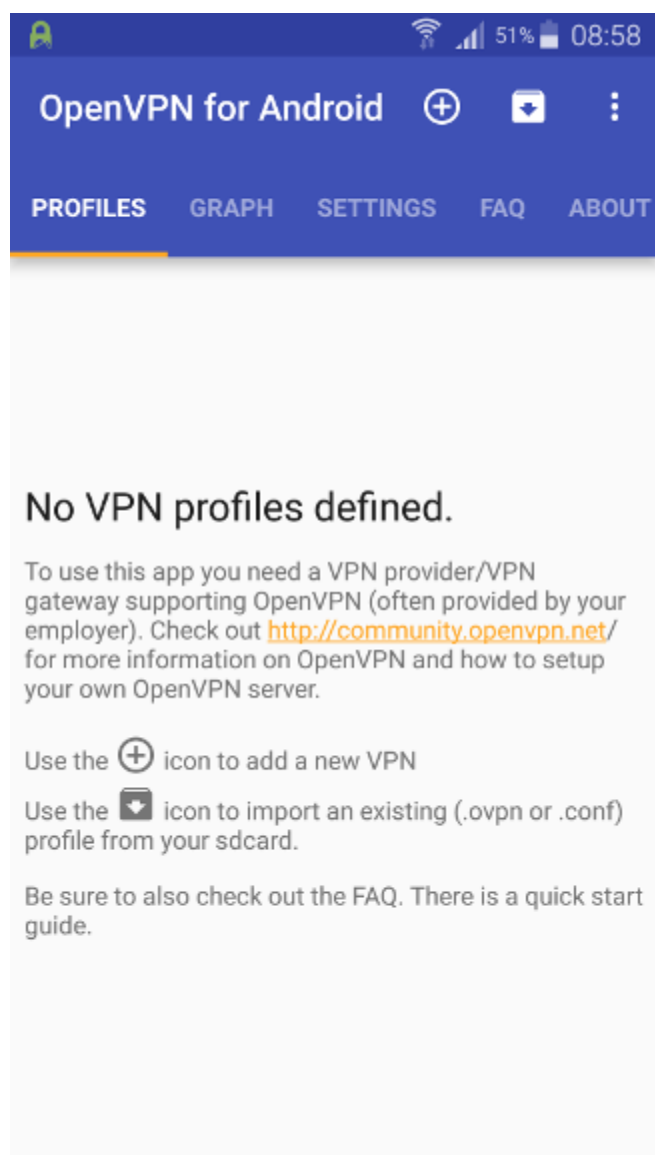 51% 08:58
OpenVPN for Android
PROFILES GRAPH SETTINGS FAQ ABOUT
No VPN profiles defined.
To use this app you need a VPN provider/VPN
gateway supporting OpenVPN (often provided by your
employer). Check out http://community.openvpn.net/
for more information on OpenVPN and how to setup
your own OpenVPN server.
Use the icon to add a new VPN
Use the icon to import an existing (.ovpn or .conf)
profile from your sdcard.
Be sure to also check out the FAQ. There is a quick start
guide.